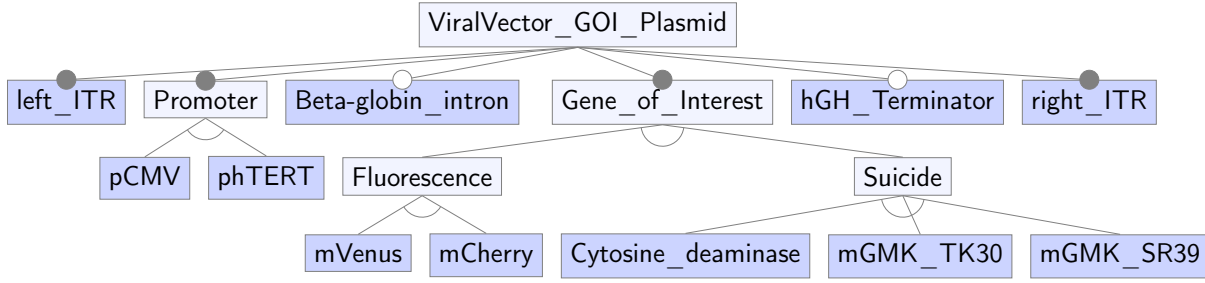 ViralVector_GOI_Plasmid
left_ITR
Promoter
Beta-globin_intron
Gene_of_Interest
hGH_Terminator
right_ITR
pCMV
phTERT
Fluorescence
Suicide
mVenus
mCherry
Cytosine_deaminase
mGMK_TK30
mGMK_SR39